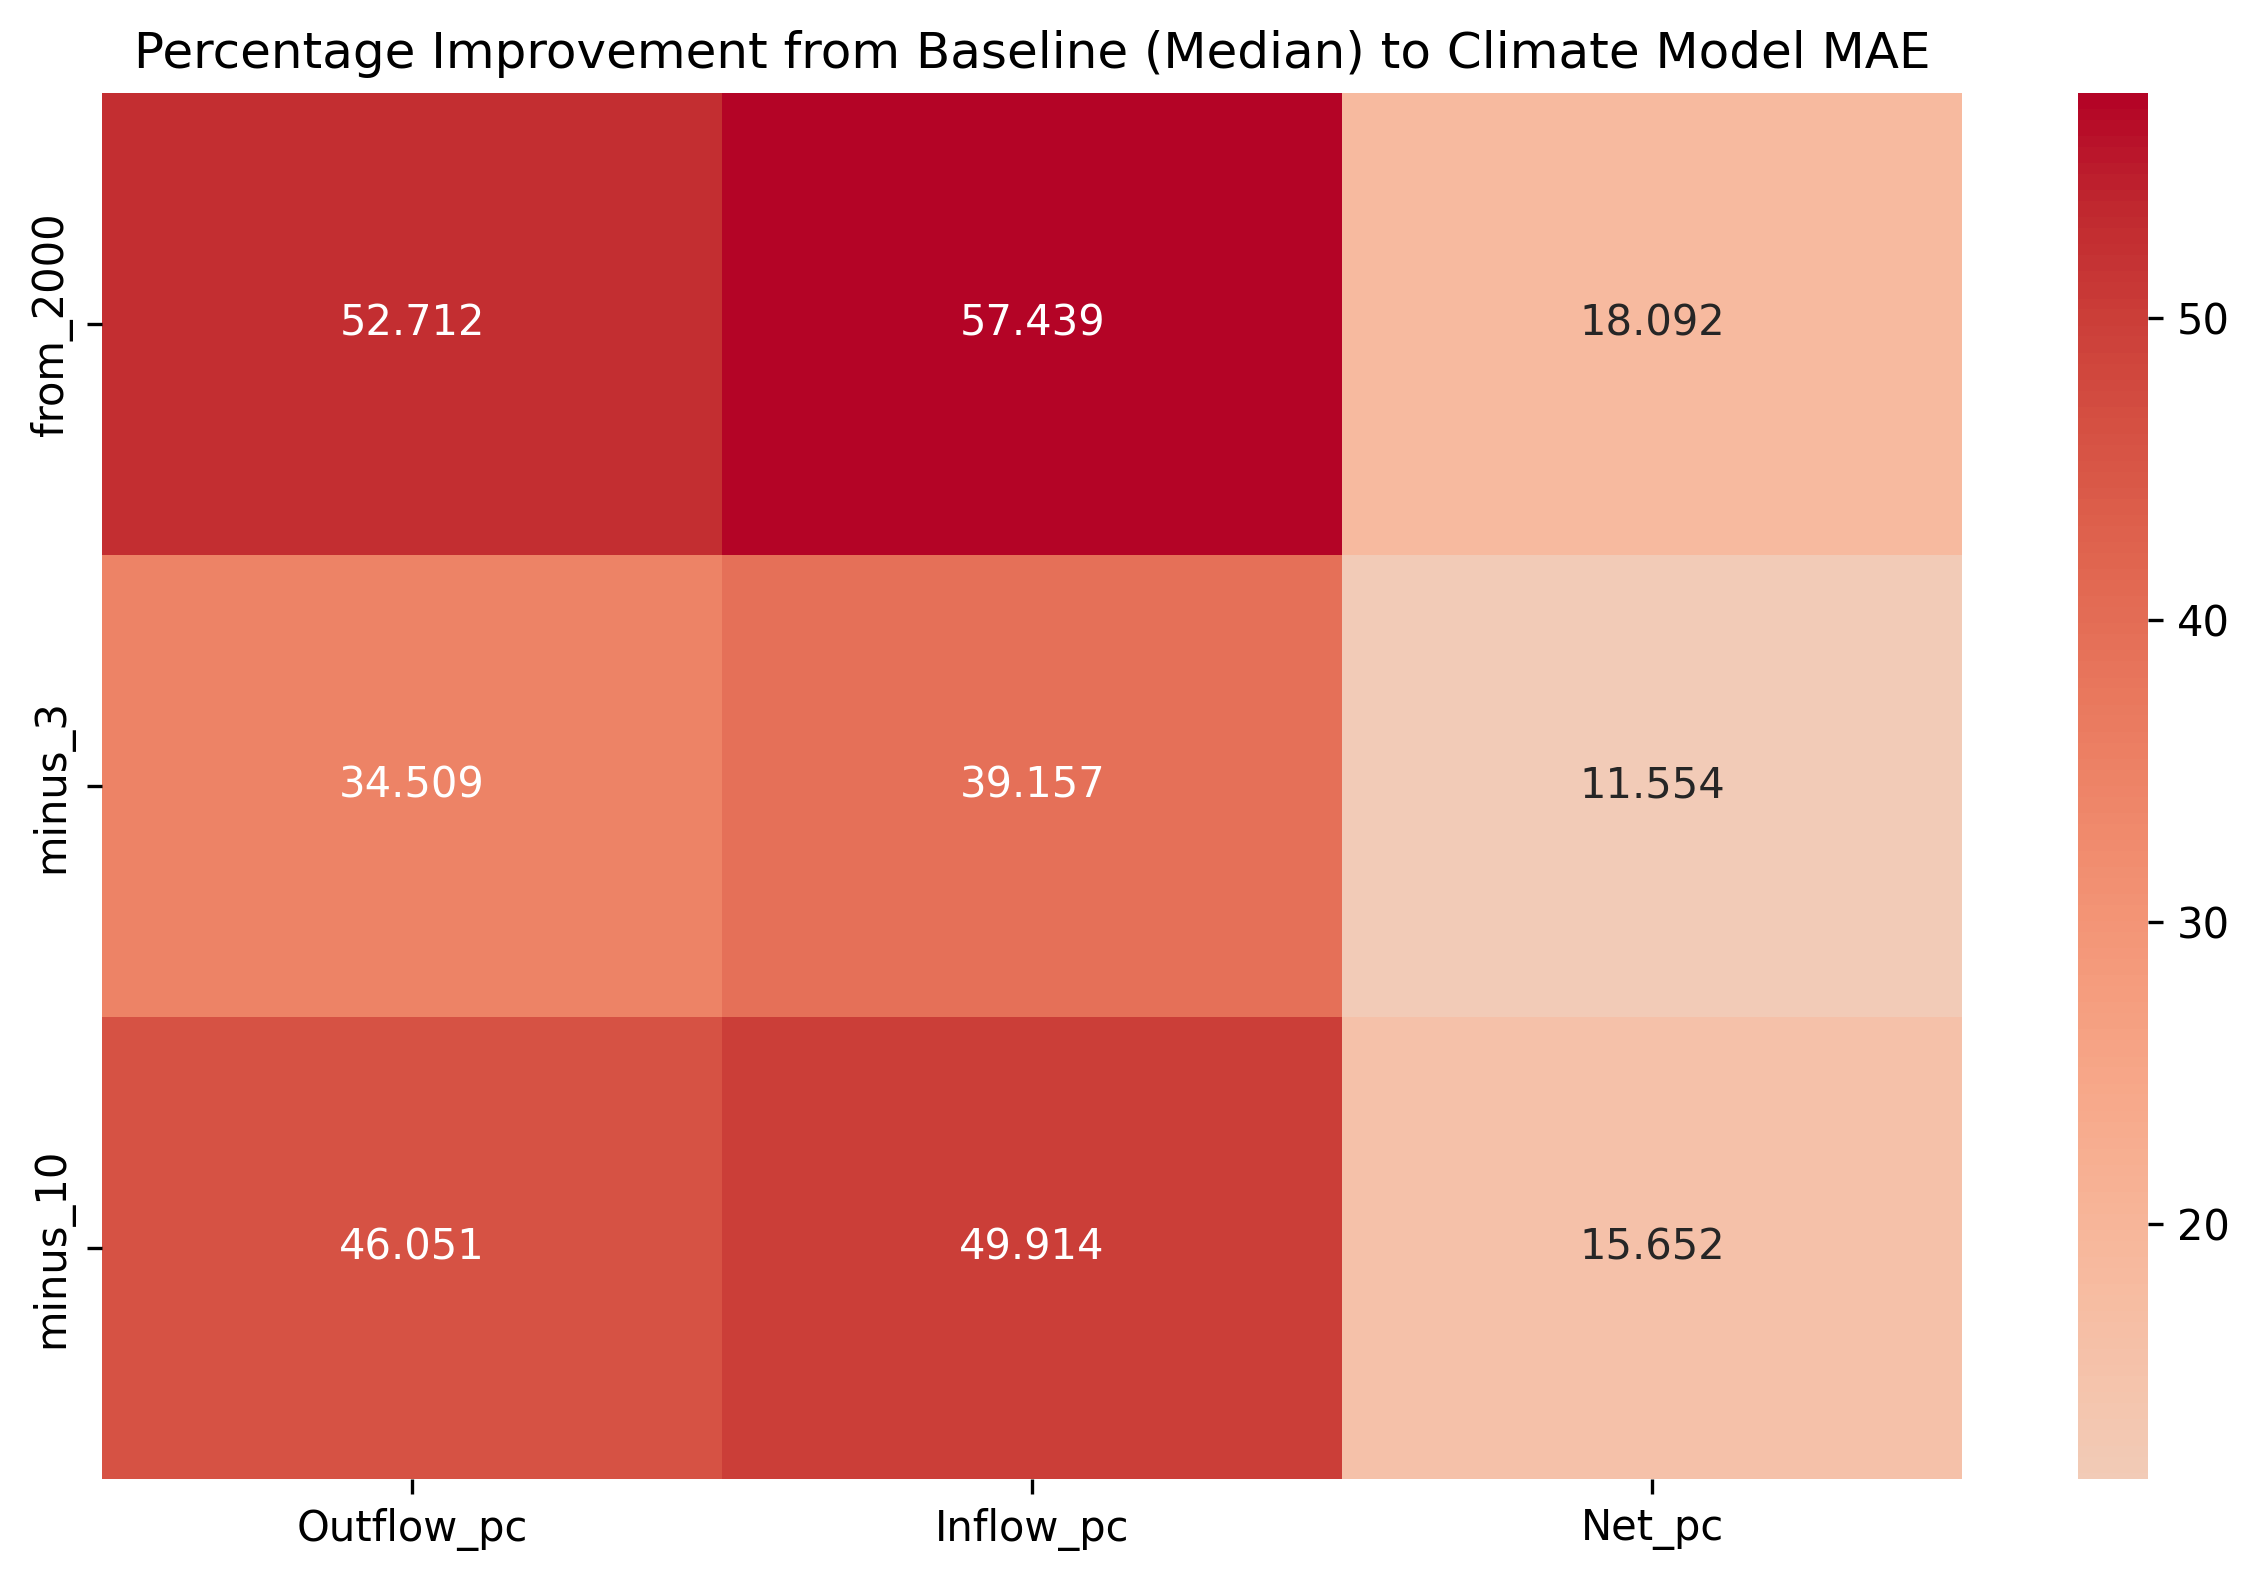 Percentage Improvement from Baseline (Median) to Climate Model MAE
from_2000
52.712
57.439
18.092
minus_3
34.509
39.157
11.554
minus_10
46.051
49.914
15.652
Outflow_pc
Inflow_pc
Net_pc
50
40
30
20